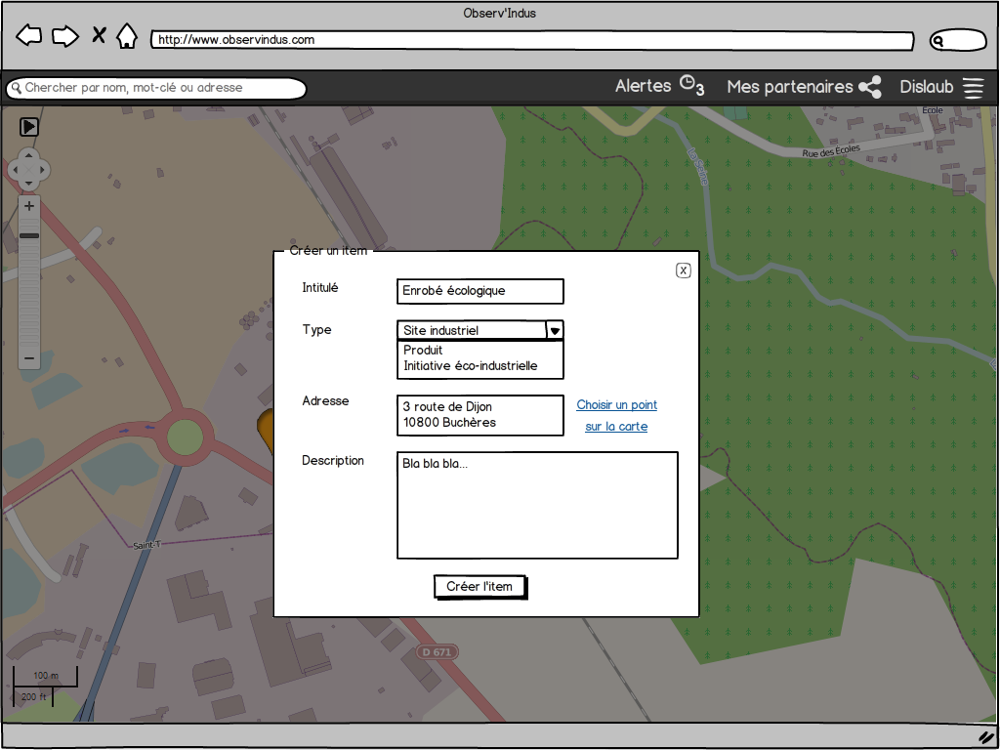 Observ'Indus
http://www.observindus.com
Chercher par nom, mot-clé ou adresse
Alertes 3
Mes partenaires
Dislaub
Ecole
Rue des Ecoles
La Seine
Créer un item
X
Intitulé
Enrobé écologique
Type
Site industriel
Produit
Initiative éco-industrielle
Adresse
3 route de Dijon
10800 Buchères
Choisir un point
sur la carte
Description
Bla bla bla...
Créer l'item
Saint-T
D 671
100 m
200 ft